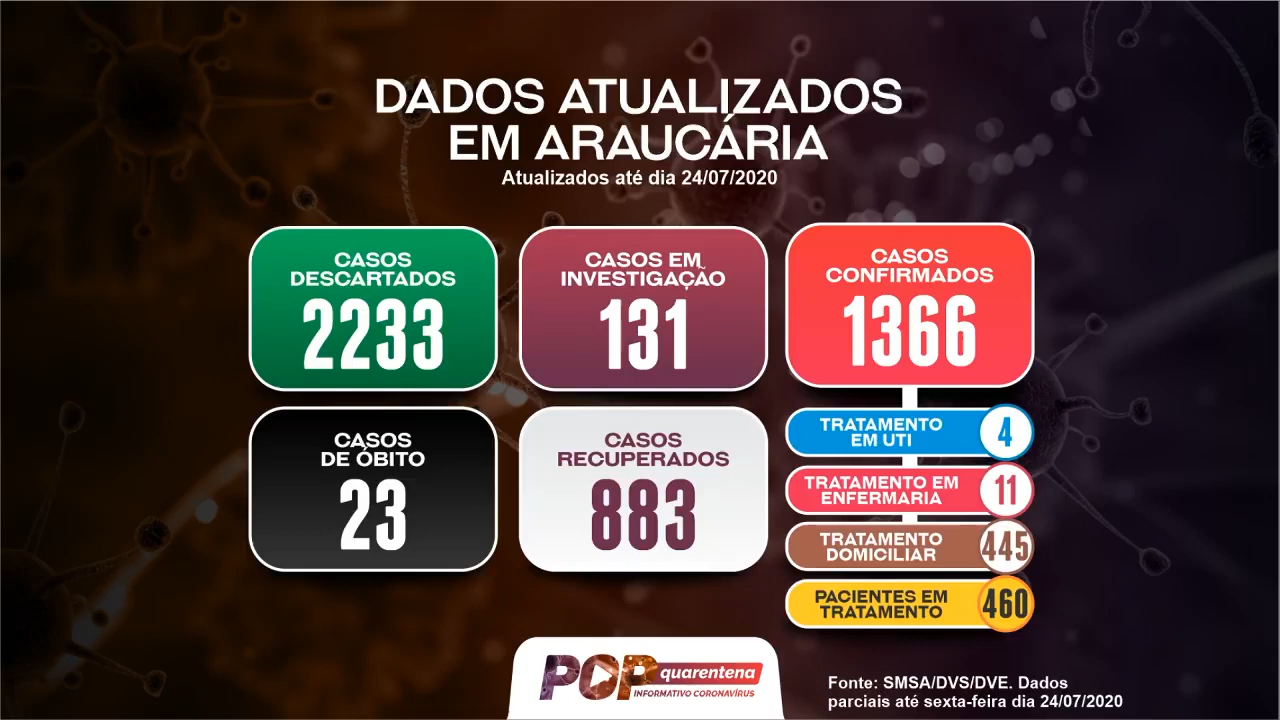 DADOS ATUALIZADOS
EM ARAUCÁRIA
Atualizados até dia 24/07/2020
CASOS
DESCARTADOS
2233
CASOS EM
INVESTIGAÇÃO
131
CASOS
CONFIRMADOS
1366
CASOS
DE ÓBITO
23
CASOS
RECUPERADOS
883
TRATAMENTO
EM UTI
4
TRATAMENTO EM
ENFERMARIA
11
TRATAMENTO
DOMICILIAR
445
PACIENTES EM
TRATAMENTO
460
POP quarentena
INFORMATIVO CORONAVÍRUS
Fonte: SMSA/DVS/DVE. Dados
parciais até sexta-feira dia 24/07/2020